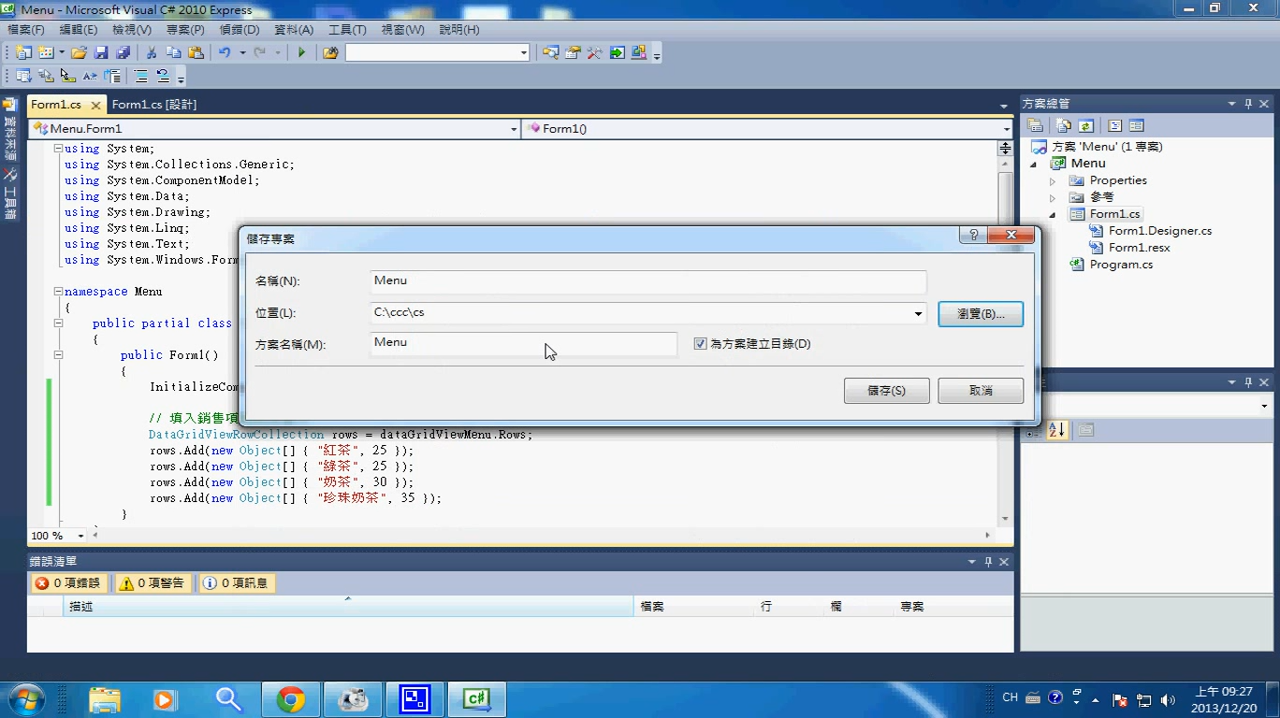 Menu - Microsoft Visual C# 2010 Express
檔案(F) 編輯(E) 檢視(V) 專案(P) 偵錯(D) 資料(A) 工具(T) 視窗(W) 說明(H)
Form1.cs Form1.cs [設計]
Menu.Form1 Form1()
using System;
using System.Collections.Generic;
using System.ComponentModel;
using System.Data;
using System.Drawing;
using System.Linq;
using System.Text;
using System.Windows.For
namespace Menu
{
public partial class
{
public Form1()
{
InitializeCom
// 填入銷售項
DataGridViewRowCollection rows = dataGridViewMenu.Rows;
rows.Add(new Object[] { "紅茶", 25 });
rows.Add(new Object[] { "綠茶", 25 });
rows.Add(new Object[] { "奶茶", 30 });
rows.Add(new Object[] { "珍珠奶茶", 35 });
}
100 %
資料來源
工具箱
儲存專案
名稱(N): Menu
位置(L): C:\ccc\cs 瀏覽(B)...
方案名稱(M): Menu 為方案建立目錄(D)
儲存(S) 取消
方案總管
方案 'Menu' (1 專案)
Menu
Properties
參考
Form1.cs
Form1.Designer.cs
Form1.resx
Program.cs
錯誤清單
0 項錯誤 0 項警告 0 項訊息
描述 檔案 行 欄 專案
CH
上午 09:27
2013/12/20